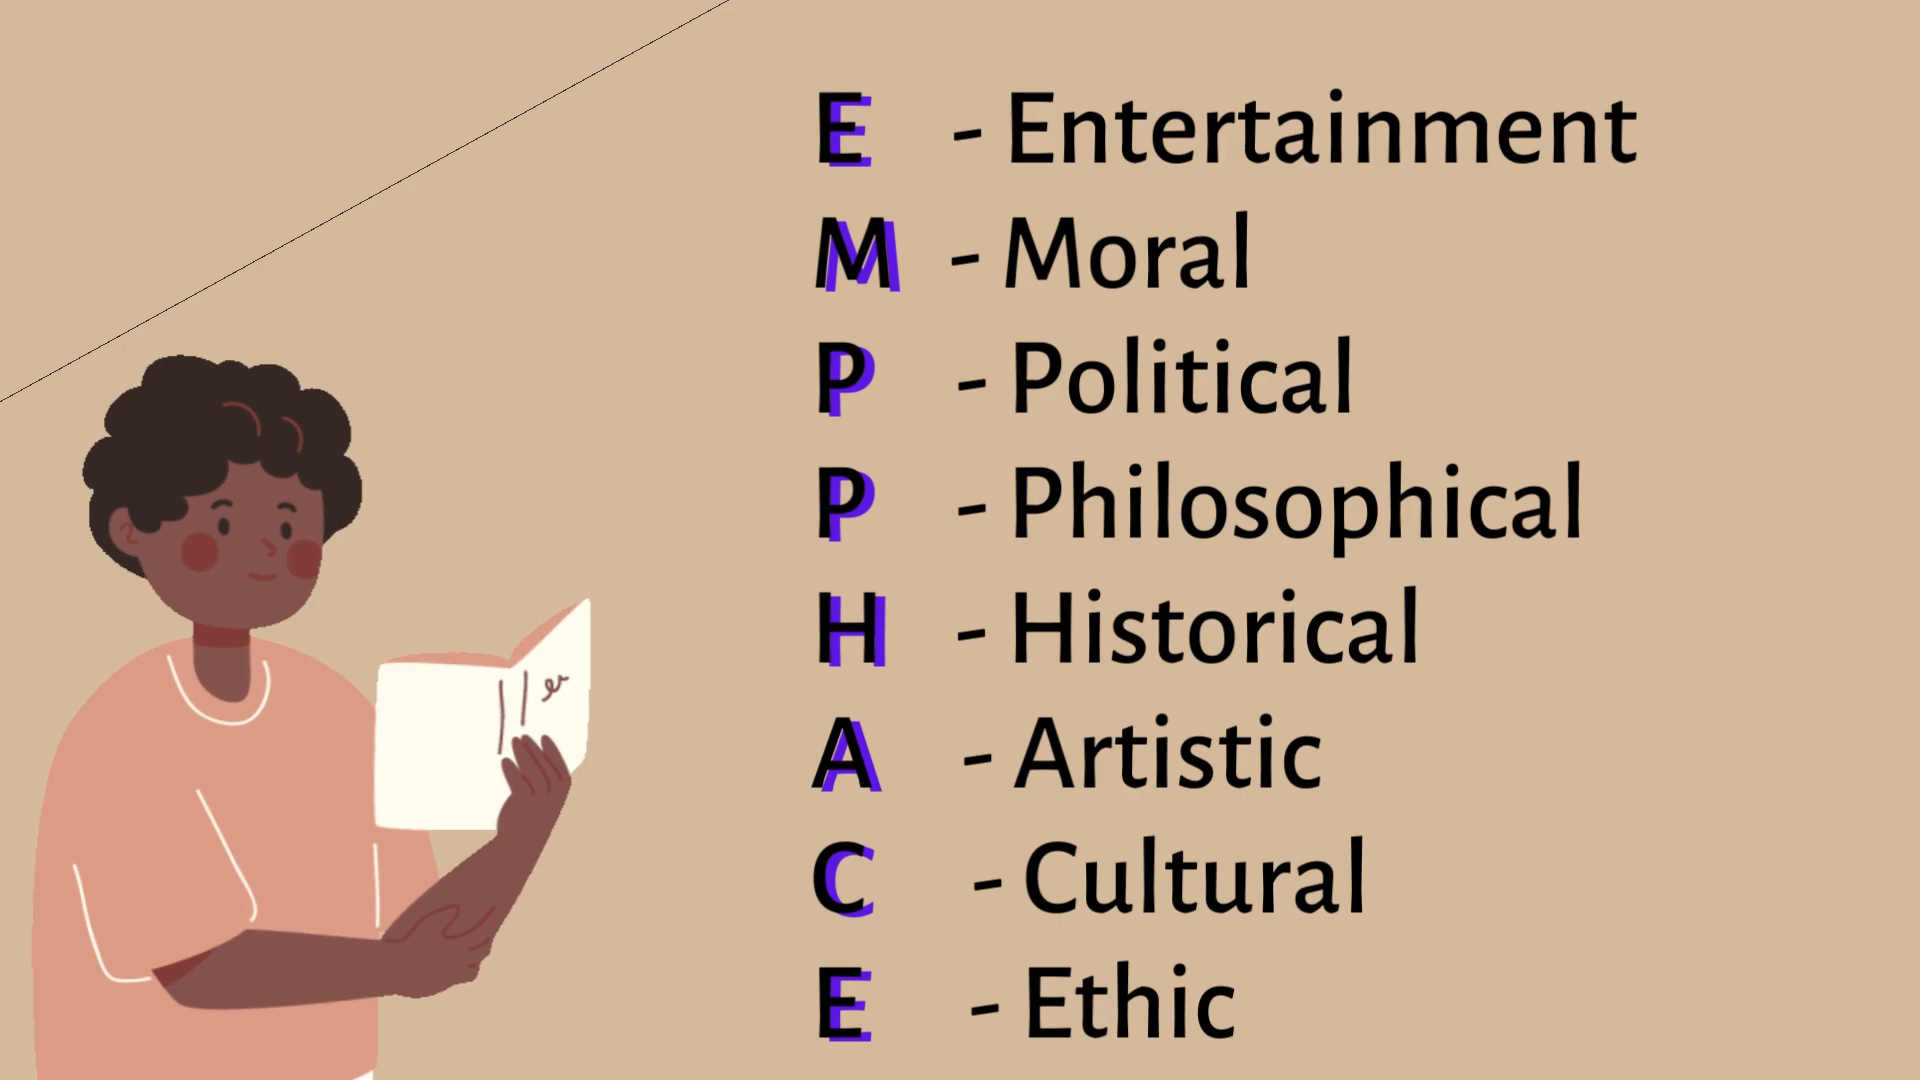 E - Entertainment
M - Moral
P - Political
P - Philosophical
H - Historical
A - Artistic
C - Cultural
E - Ethic